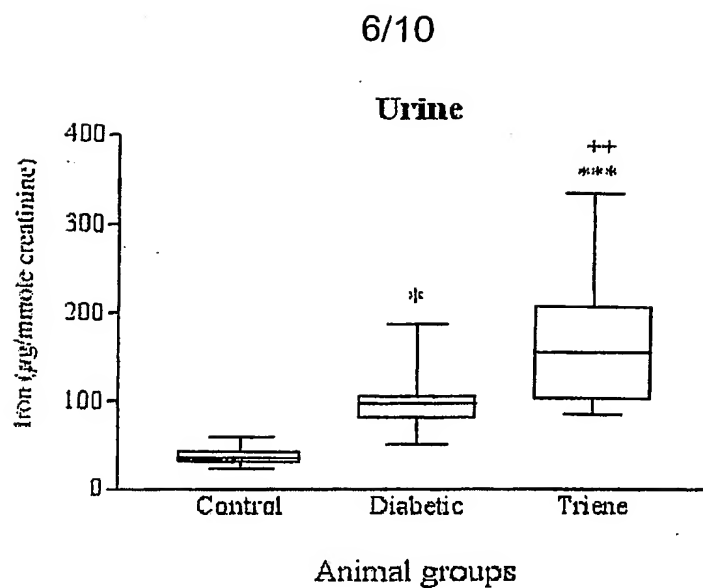 6/10
Urine
400
300
200
100
0
Iron (µg/mmole creatinine)
++
***
*
Control Diabetic Triene
Animal groups